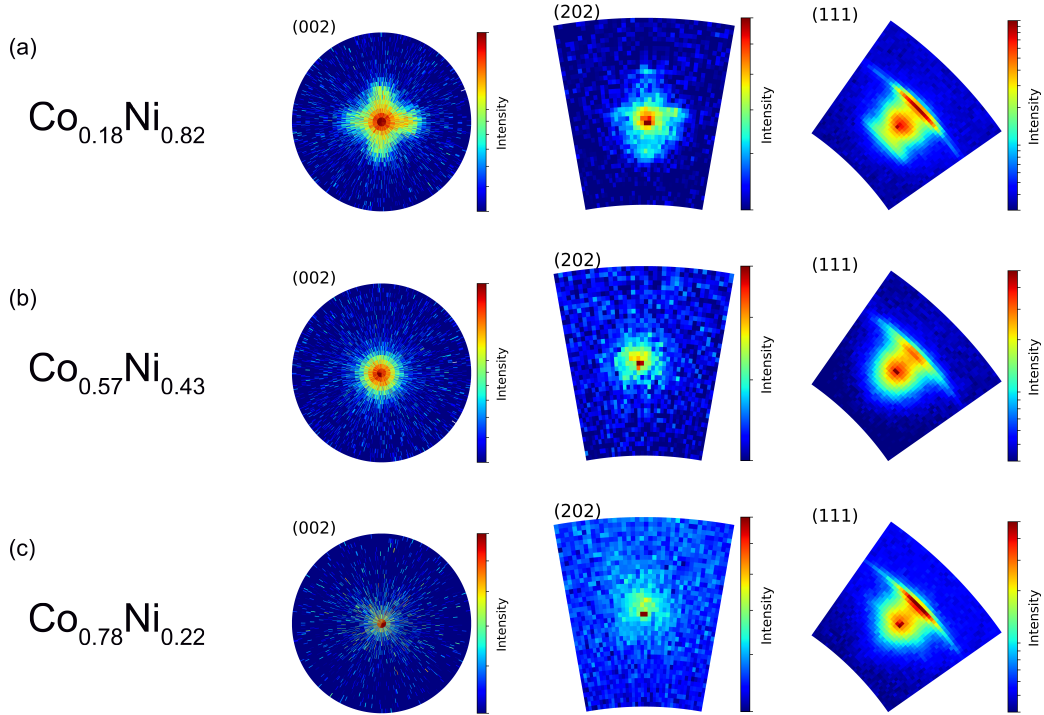 (a)
Co0.18Ni0.82
(002)
Intensity
(202)
Intensity
(111)
Intensity
(b)
Co0.57Ni0.43
(002)
Intensity
(202)
Intensity
(111)
Intensity
(c)
Co0.78Ni0.22
(002)
Intensity
(202)
Intensity
(111)
Intensity